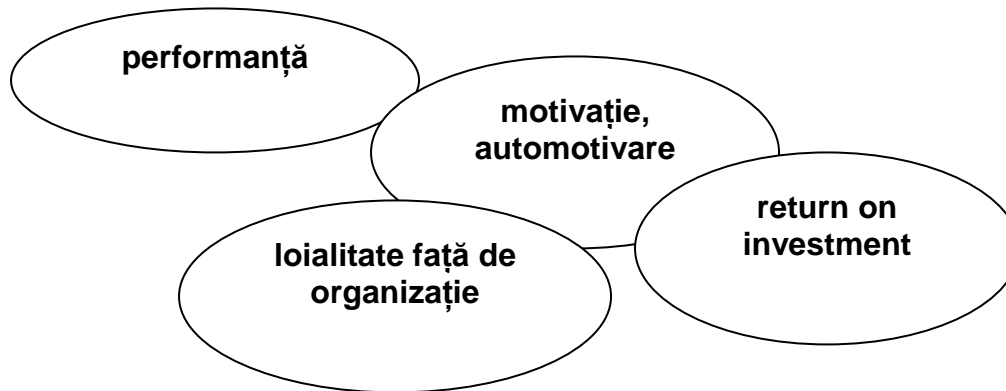 performanță
motivație,
automotivare
return on
investment
loialitate față de
organizație